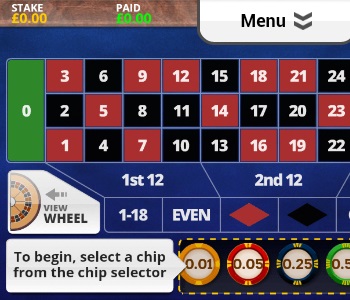 STAKE
£0.00
PAID
£0.00
Menu
3 6 9 12 15 18 21 24
0
2 5 8 11 14 17 20 23
1 4 7 10 13 16 19 22
1st 12 2nd 12
VIEW
WHEEL
1-18 EVEN
To begin, select a chip
from the chip selector
0.01 0.05 0.25